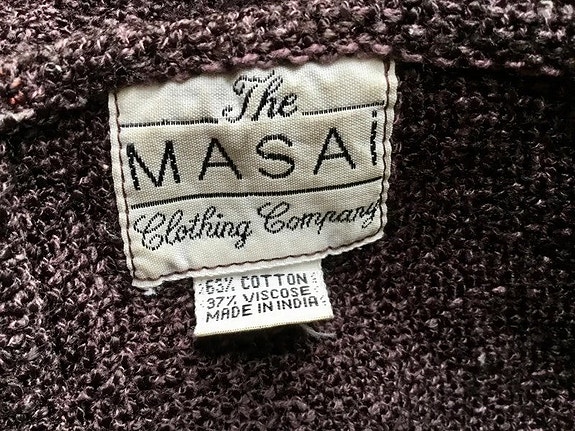 The
MASAi
Clothing Company
63% COTTON
37% VISCOSE
MADE IN INDIA